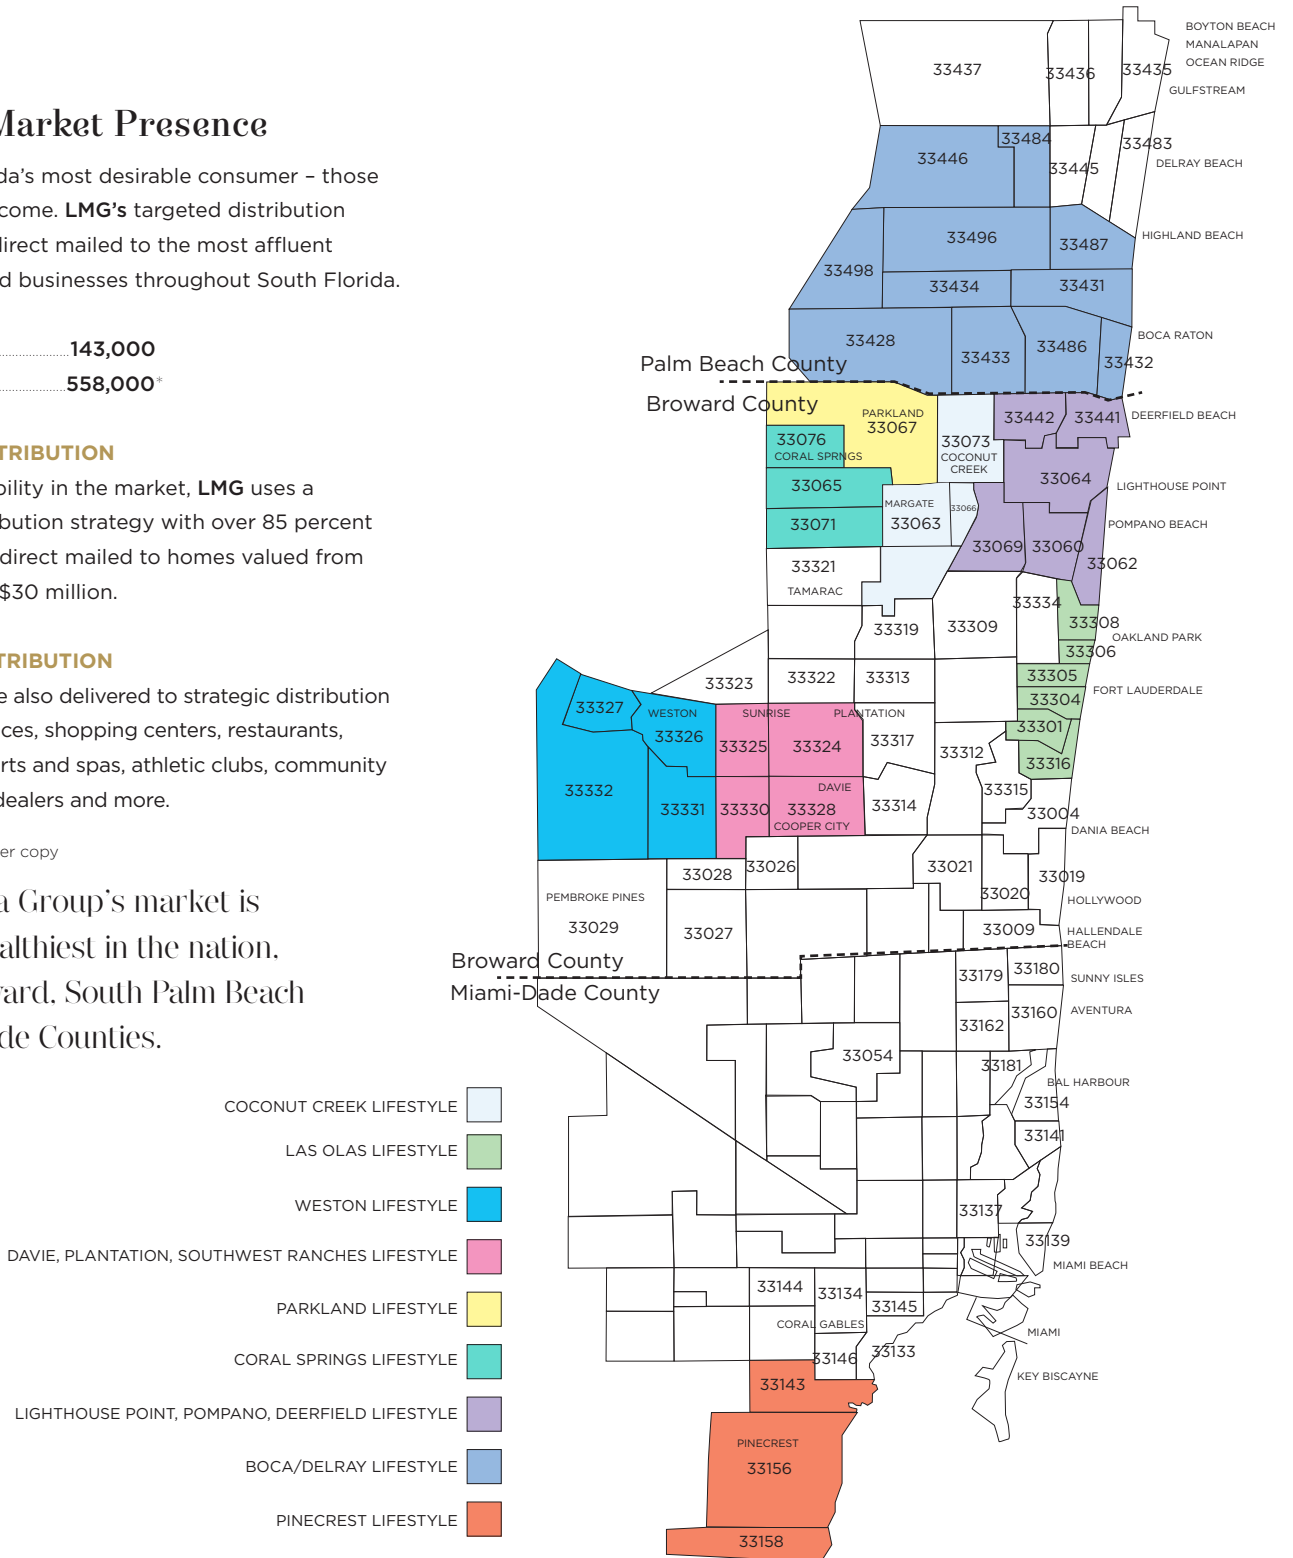 Market Presence
da’s most desirable consumer – those
come. LMG’s targeted distribution
direct mailed to the most affluent
d businesses throughout South Florida.
143,000
558,000*
TRIBUTION
bility in the market, LMG uses a
ibution strategy with over 85 percent
direct mailed to homes valued from
$30 million.
TRIBUTION
e also delivered to strategic distribution
ces, shopping centers, restaurants,
rts and spas, athletic clubs, community
dealers and more.
er copy
a Group’s market is
althiest in the nation,
ward, South Palm Beach
de Counties.
COCONUT CREEK LIFESTYLE
LAS OLAS LIFESTYLE
WESTON LIFESTYLE
DAVIE, PLANTATION, SOUTHWEST RANCHES LIFESTYLE
PARKLAND LIFESTYLE
CORAL SPRINGS LIFESTYLE
LIGHTHOUSE POINT, POMPANO, DEERFIELD LIFESTYLE
BOCA/DELRAY LIFESTYLE
PINECREST LIFESTYLE
BOYTON BEACH
MANALAPAN
OCEAN RIDGE
33437
33436
33435
GULFSTREAM
33484
33483
33446
33445
DELRAY BEACH
33496
33487
HIGHLAND BEACH
33498
33434
33431
33428
33433
33486
33432
BOCA RATON
Palm Beach County
Broward County
PARKLAND
33067
33442
33441
DEERFIELD BEACH
33076
CORAL SPRNGS
33073
COCONUT
CREEK
33065
33064
LIGHTHOUSE POINT
MARGATE
33063
33066
33071
POMPANO BEACH
33069
33060
33062
33321
TAMARAC
33334
33319
33309
33308
OAKLAND PARK
33306
33323
33322
33313
33305
33304
FORT LAUDERDALE
33327
WESTON
33326
SUNRISE
PLANTATION
33325
33324
33317
33301
33312
33316
33332
33331
33330
DAVIE
33328
COOPER CITY
33314
33315
33004
DANIA BEACH
33028
33026
33021
33020
33019
HOLLYWOOD
PEMBROKE PINES
33029
33027
33009
HALLENDALE
BEACH
Broward County
Miami-Dade County
33179
33180
SUNNY ISLES
33162
33160
AVENTURA
33054
33181
BAL HARBOUR
33154
33141
33137
33139
MIAMI BEACH
33144
33134
33145
CORAL GABLES
MIAMI
33146
33133
KEY BISCAYNE
33143
PINECREST
33156
33158